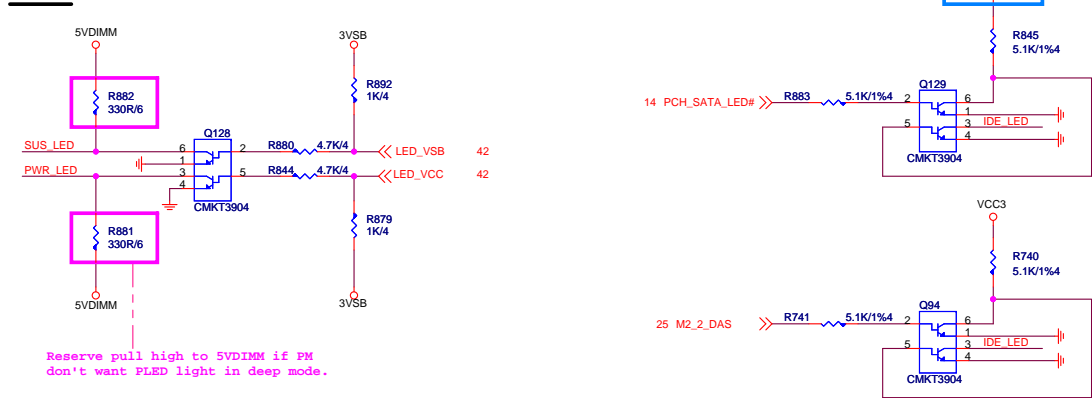 5VDIMM
R882
330R/6
SUS_LED
PWR_LED
R881
330R/6
5VDIMM
Q128
6
1
3
4
2
5
CMKT3904
R880
4.7K/4
R844
4.7K/4
3VSB
R892
1K/4
LED_VSB 42
LED_VCC 42
R879
1K/4
3VSB
Reserve pull high to 5VDIMM if PM
don't want PLED light in deep mode.
R845
5.1K/1%4
14 PCH_SATA_LED#
R883
5.1K/1%4
Q129
2
5
6
1
3
4
IDE_LED
CMKT3904
VCC3
R740
5.1K/1%4
25 M2_2_DAS
R741
5.1K/1%4
Q94
2
5
6
1
3
4
IDE_LED
CMKT3904